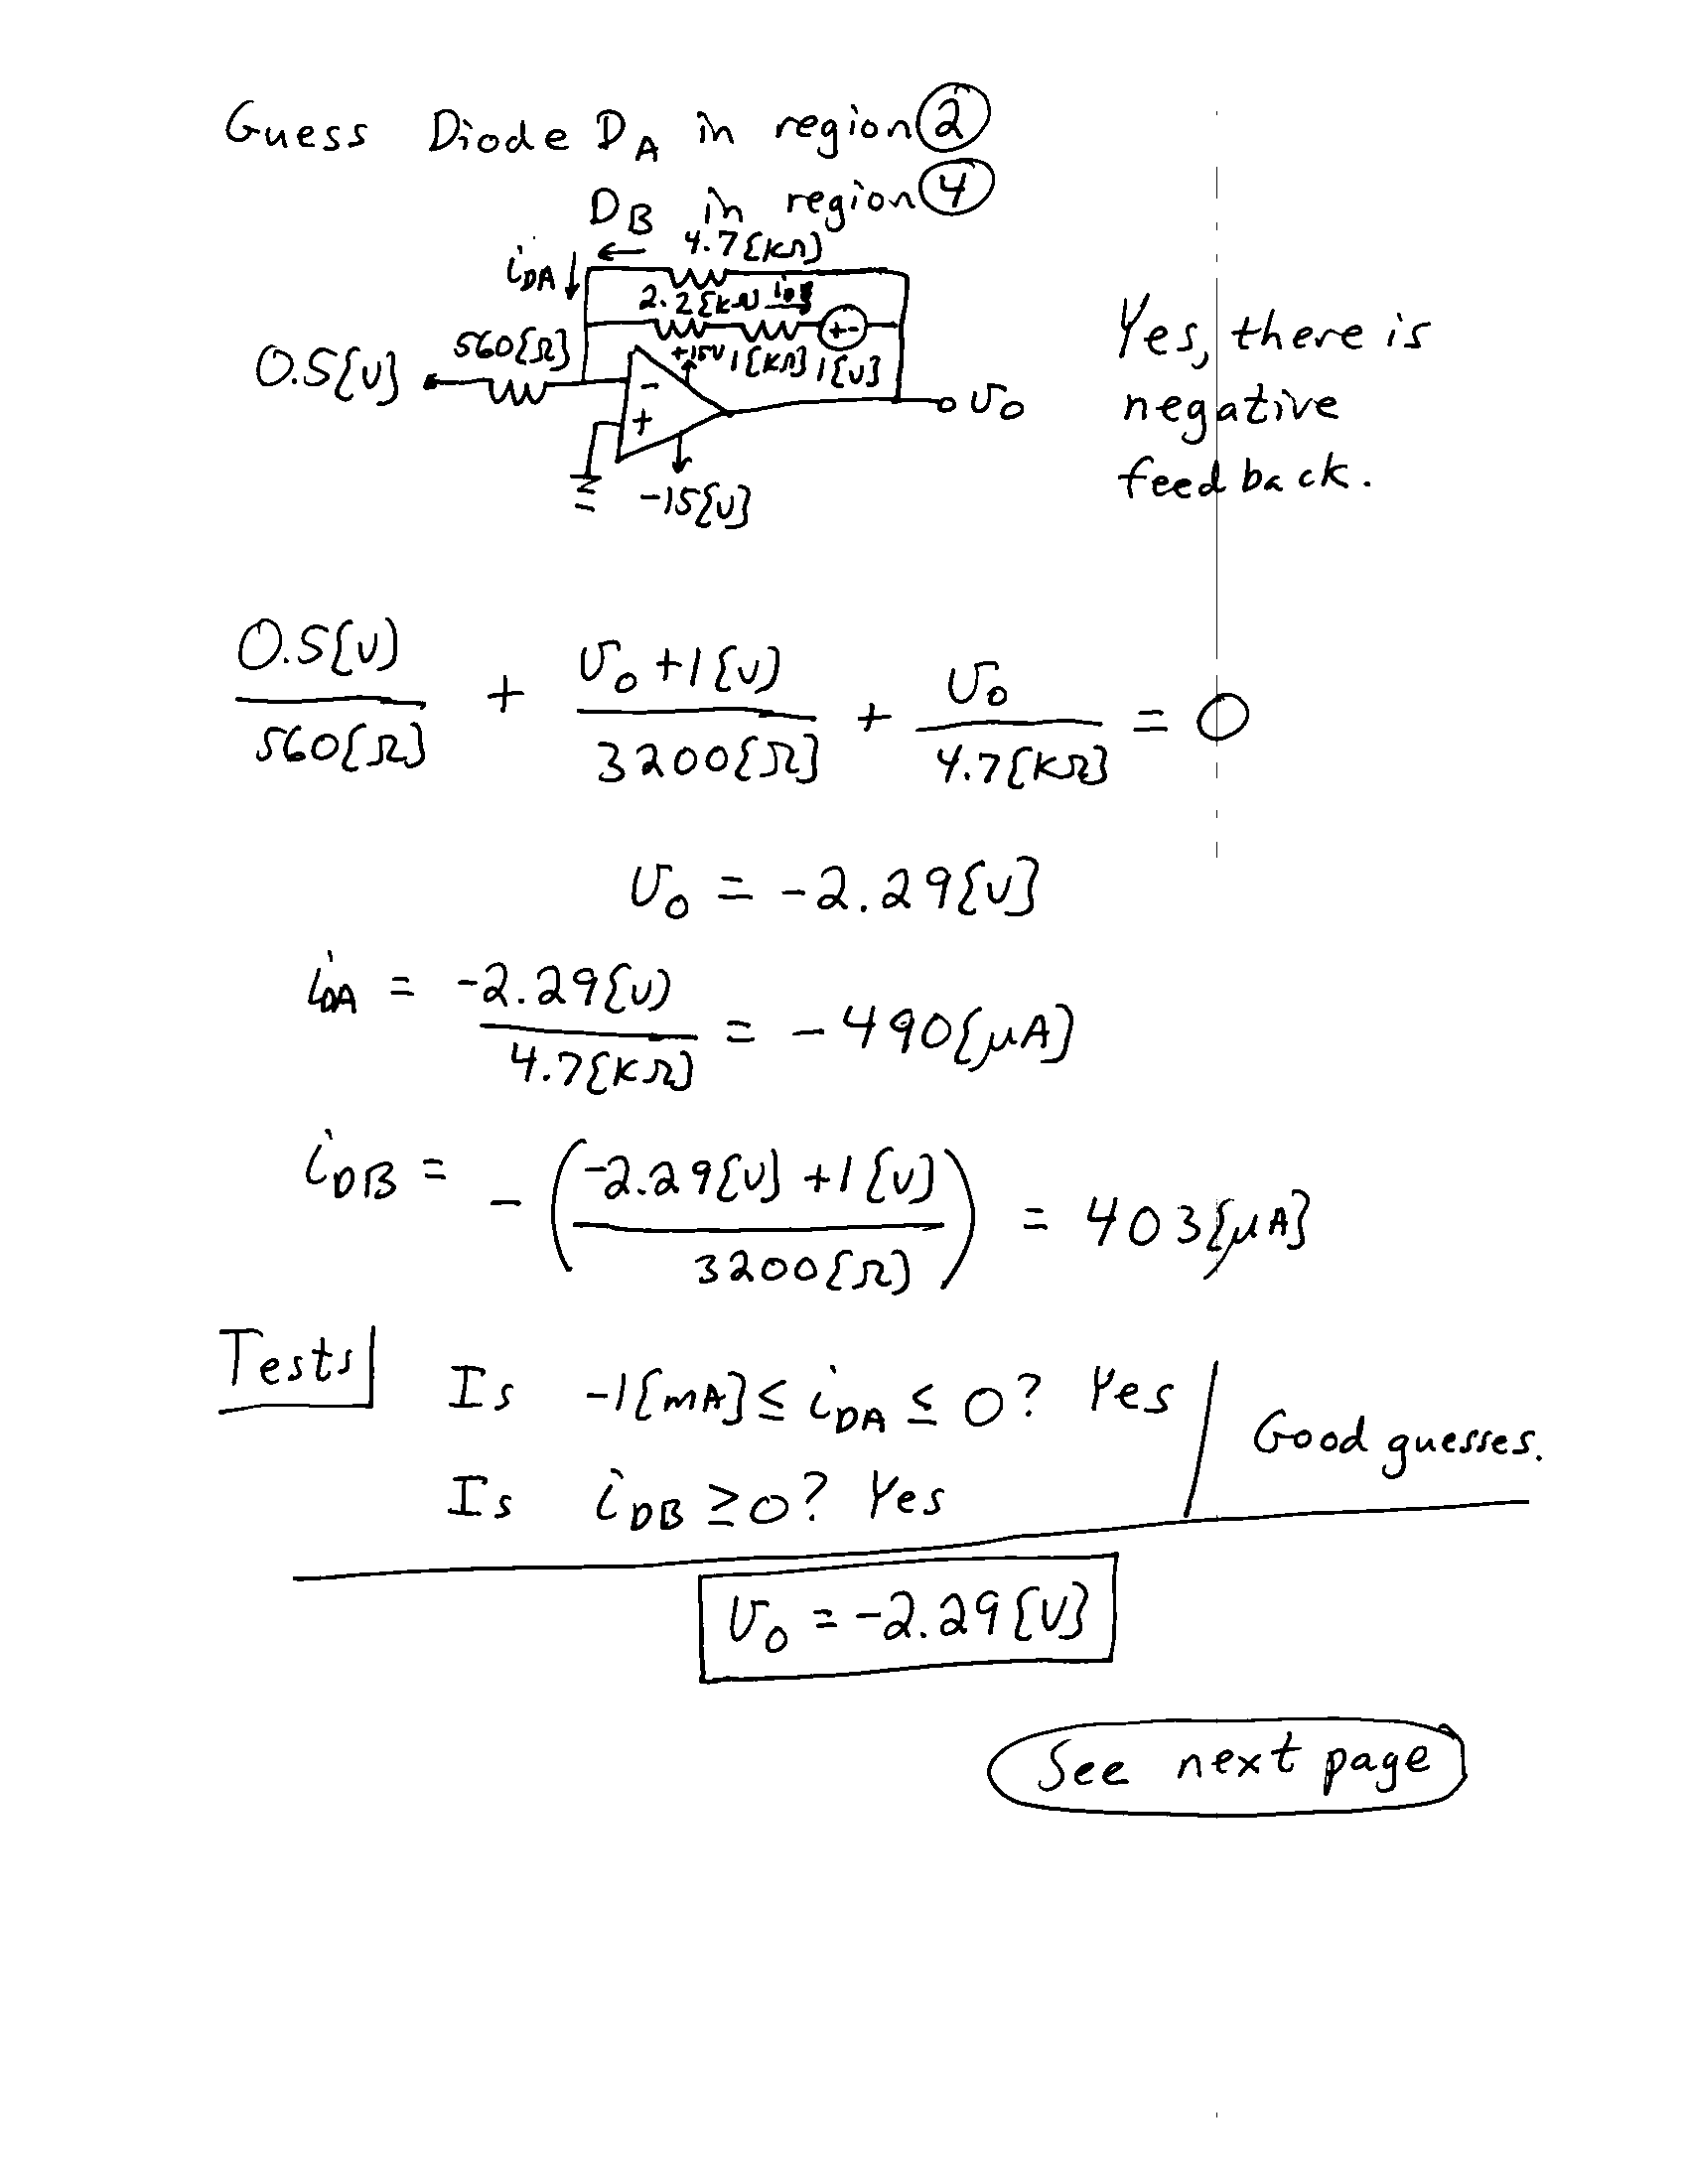 Guess Diode D_A in region ②
D_B in region ④
4.7{kΩ}
i_DA
2.2{kΩ}
560{Ω}
0.5{V}
+15V 1{kΩ} 1{V}
+-
-
+
v_o
-15{V}
Yes, there is
negative
feedback.
0.5{V}/560{Ω} + (v_o+1{V})/3200{Ω} + v_o/4.7{kΩ} = 0
v_o = -2.29{V}
i_DA = -2.29{V}/4.7{kΩ} = -490{μA}
i_DB = -((-2.29{V}+1{V})/3200{Ω}) = 403{μA}
Tests
Is -1{mA} ≤ i_DA ≤ 0? Yes
Is i_DB ≥ 0? Yes
Good guesses.
v_o = -2.29{V}
See next page